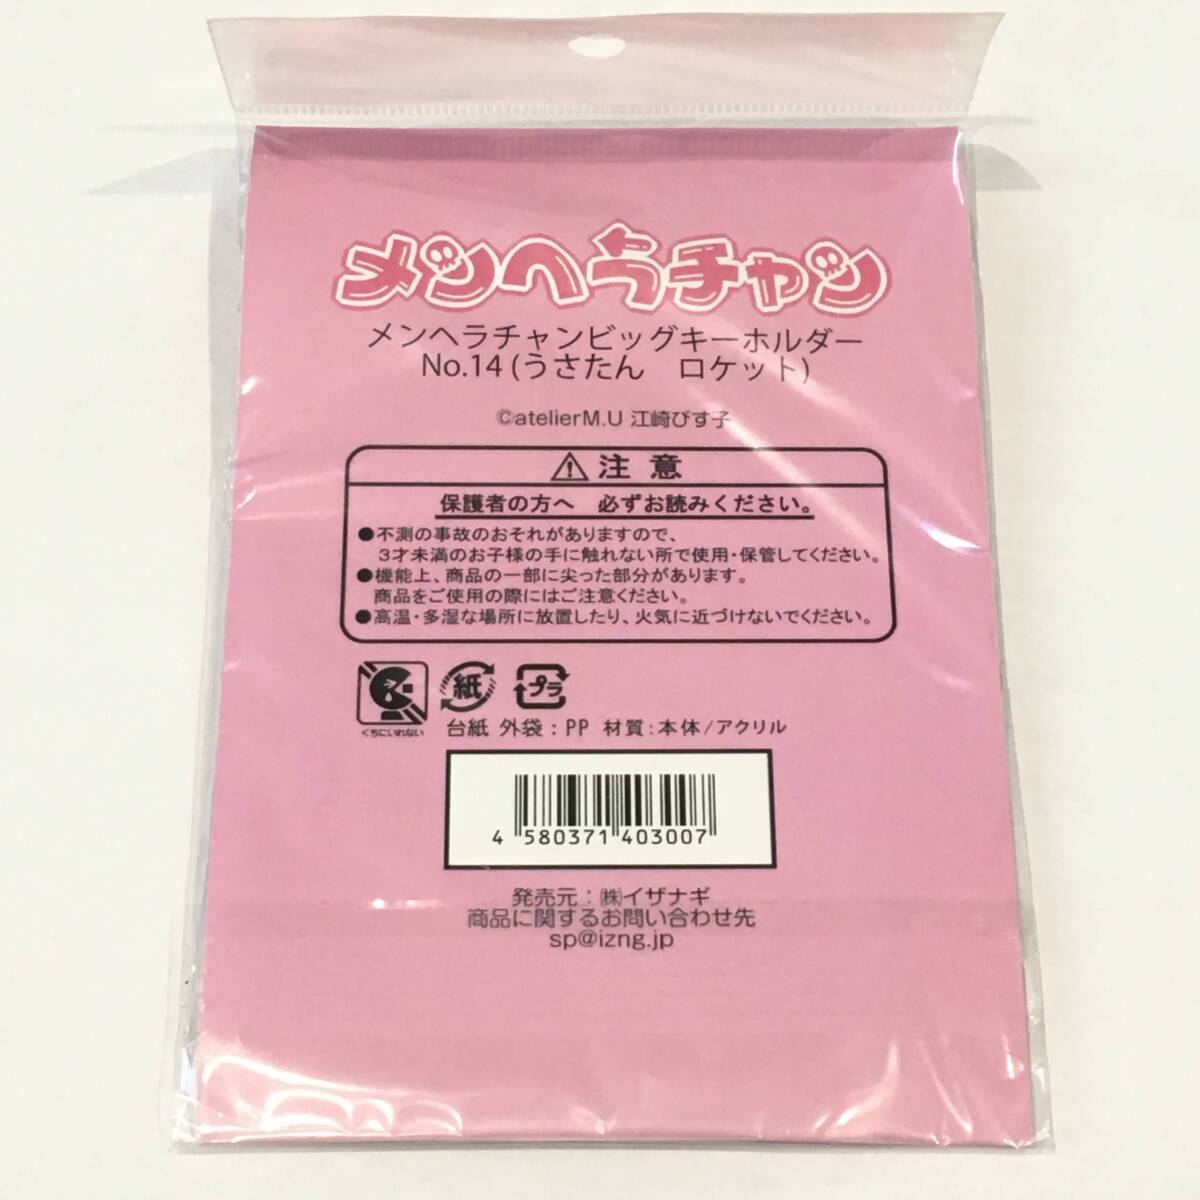 メンヘラチャン
メンヘラチャンビッグキーホルダー
No.14 (うさたん　ロケット)
©atelierM.U 江崎びす子
⚠ 注 意
保護者の方へ　必ずお読みください。
●不測の事故のおそれがありますので、
3才未満のお子様の手に触れない所で使用・保管してください。
●機能上、商品の一部に尖った部分があります。
商品をご使用の際にはご注意ください。
●高温・多湿な場所に放置したり、火気に近づけないでください。
紙 プラ
くちにいれない
台紙 外袋：PP 材質：本体/アクリル
4 580371 403007
発売元：㈱イザナギ
商品に関するお問い合わせ先
sp@izng.jp